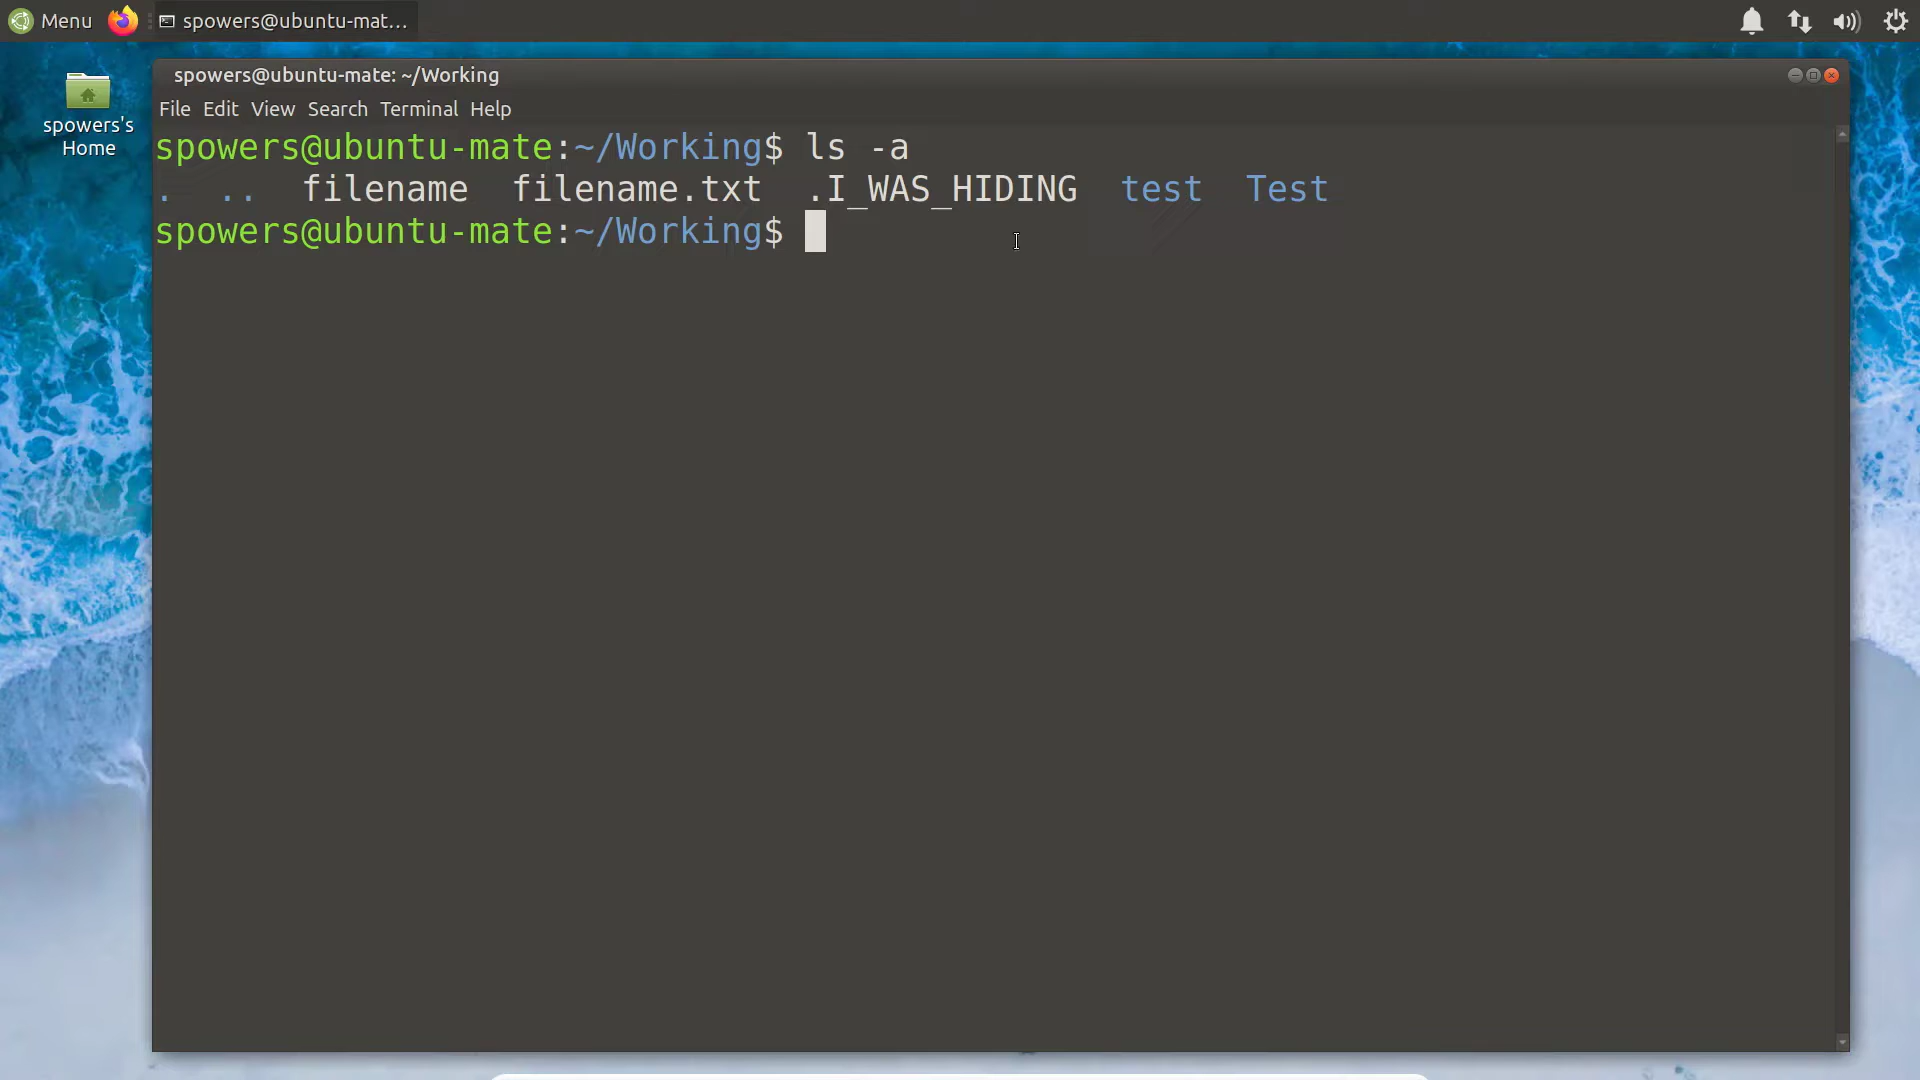 Menu spowers@ubuntu-mat...
spowers's
Home
spowers@ubuntu-mate: ~/Working
File Edit View Search Terminal Help
spowers@ubuntu-mate:~/Working$ ls -a
. .. filename filename.txt .I_WAS_HIDING test Test
spowers@ubuntu-mate:~/Working$